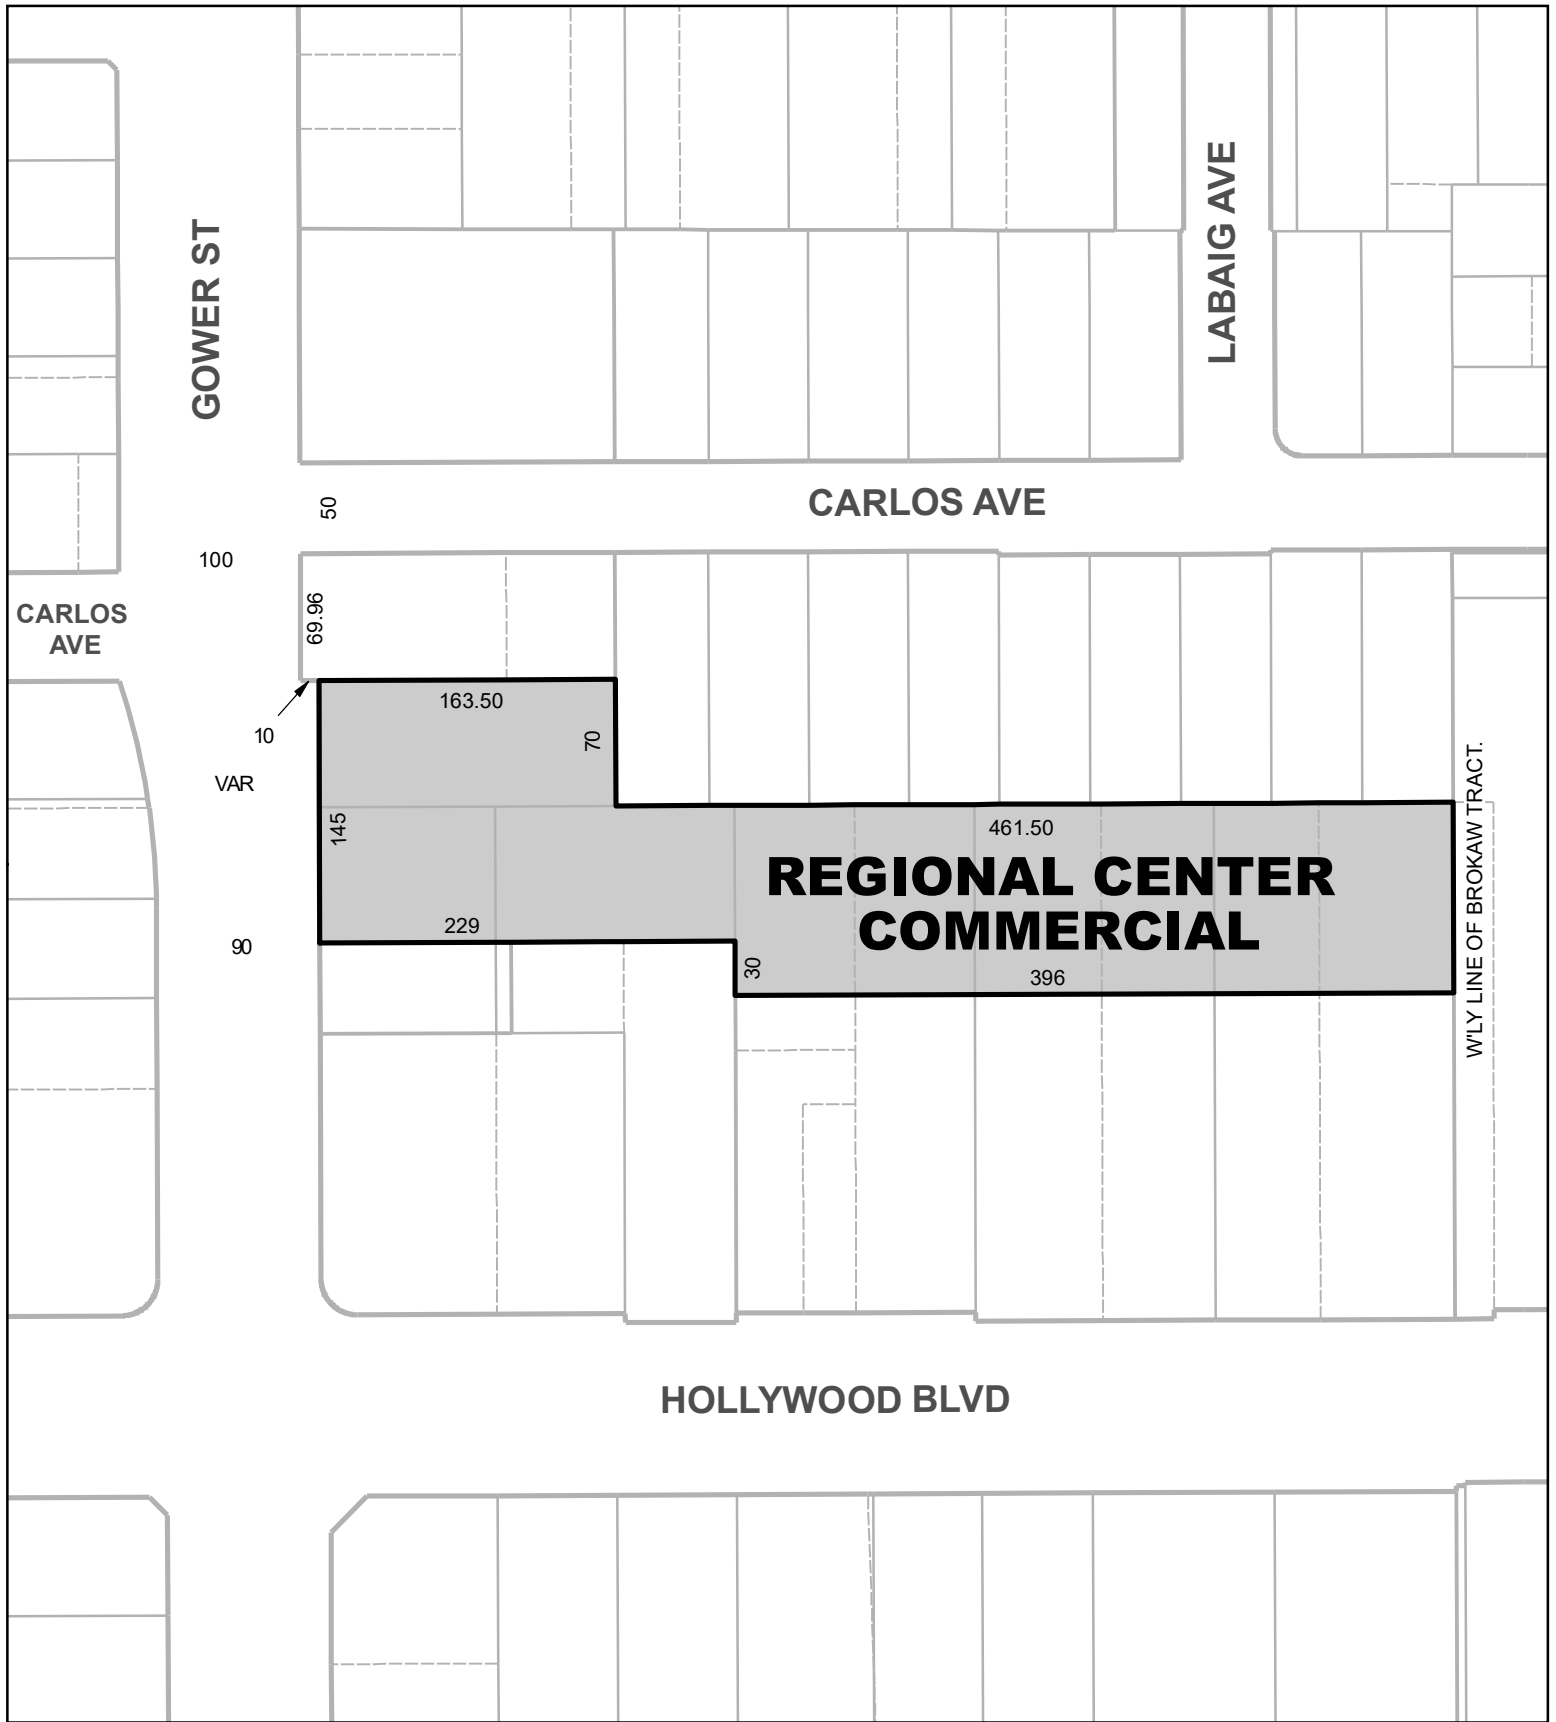 GOWER ST
LABAIG AVE
CARLOS AVE
50
100
CARLOS
AVE
69.96
163.50
10
70
VAR
145
461.50
REGIONAL CENTER
COMMERCIAL
W'LY LINE OF BROKAW TRACT.
229
90
30
396
HOLLYWOOD BLVD